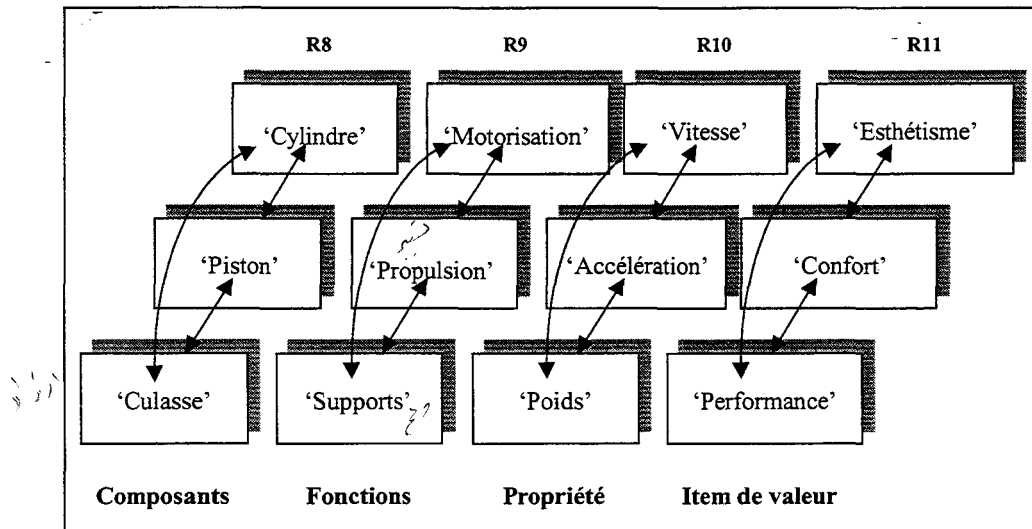 R8 R9 R10 R11
‘Cylindre’ ‘Motorisation’ ‘Vitesse’ ‘Esthétisme’
‘Piston’ ‘Propulsion’ ‘Accélération’ ‘Confort’
‘Culasse’ ‘Supports’ ‘Poids’ ‘Performance’
Composants Fonctions Propriété Item de valeur